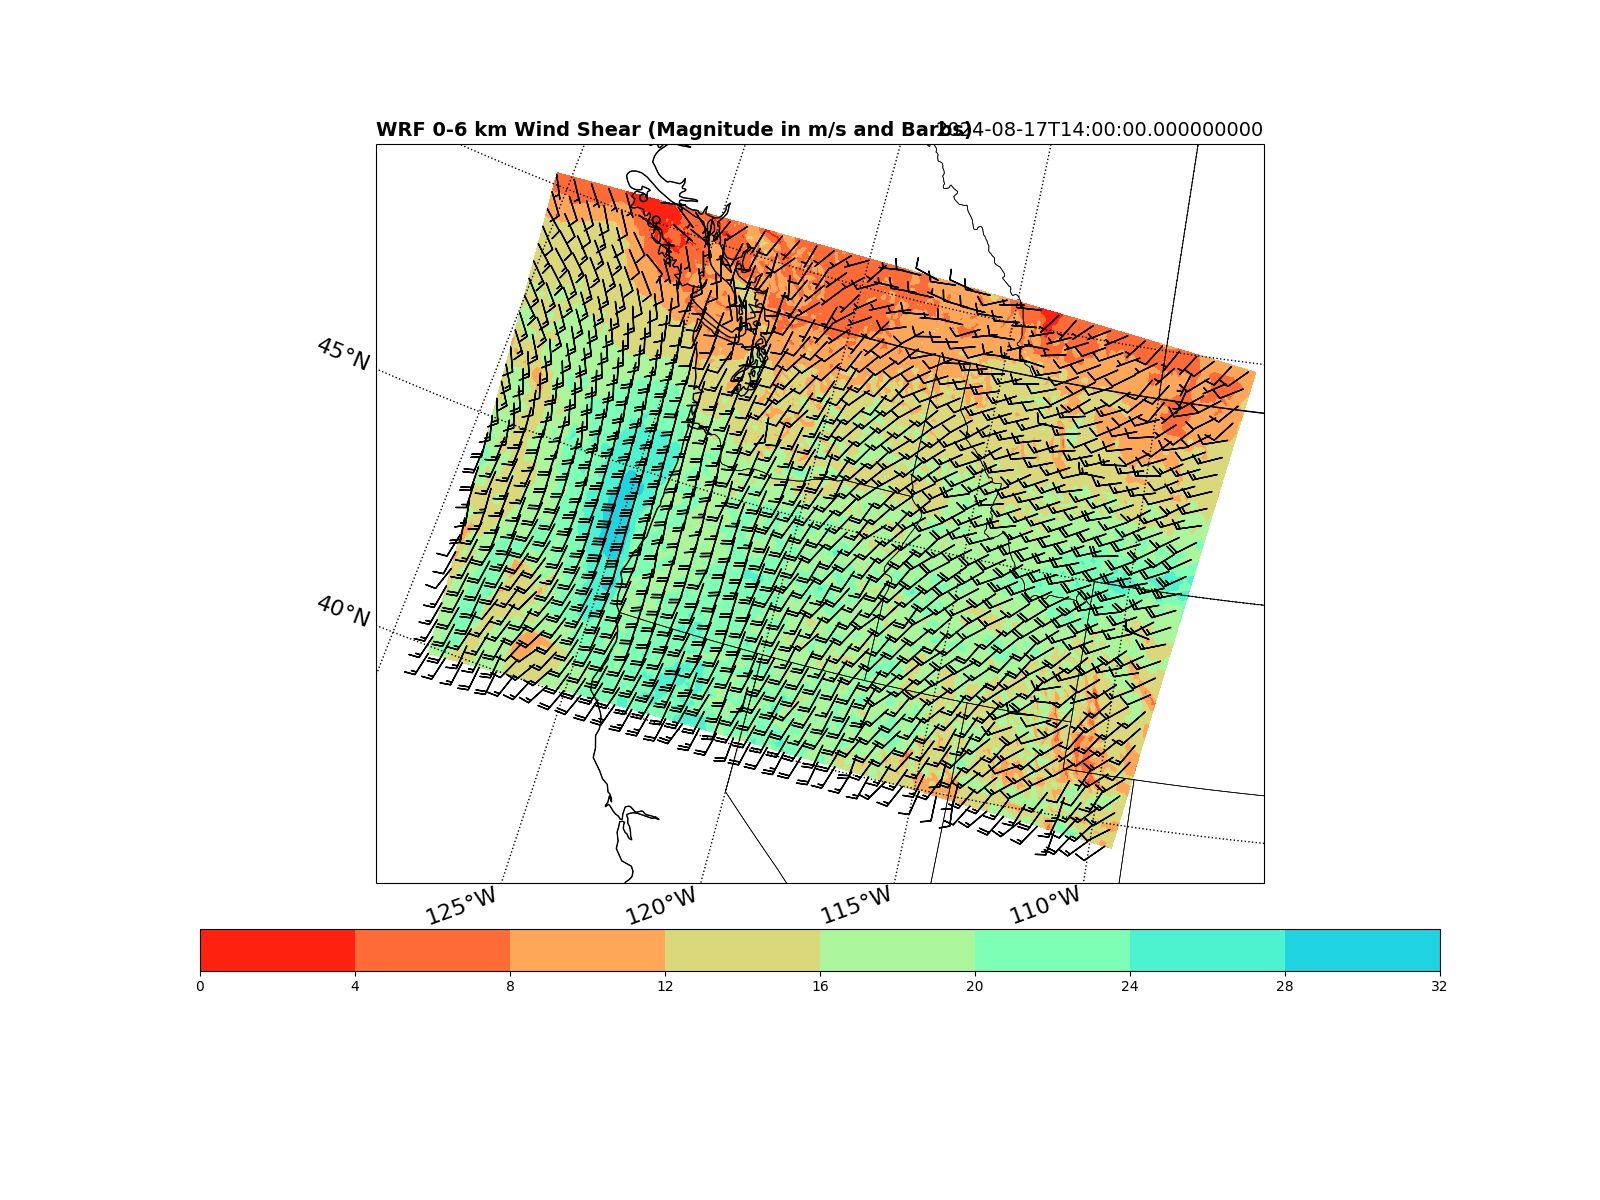 WRF 0-6 km Wind Shear (Magnitude in m/s and Barbs) 2024-08-17T14:00:00.000000000
45°N
40°N
125°W 120°W 115°W 110°W
0 4 8 12 16 20 24 28 32